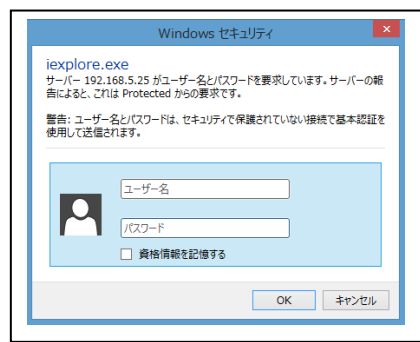 Windows セキュリティ
iexplore.exe
サーバー 192.168.5.25 がユーザー名とパスワードを要求しています。サーバーの報
告によると、これは Protected からの要求です。
警告: ユーザー名とパスワードは、セキュリティで保護されていない接続で基本認証を
使用して送信されます。
ユーザー名
パスワード
資格情報を記憶する
OK
キャンセル